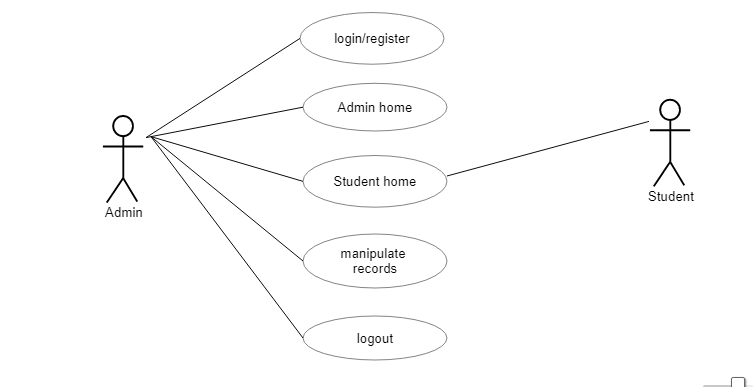 login/register
Admin home
Student home
Admin
Student
manipulate
records
logout